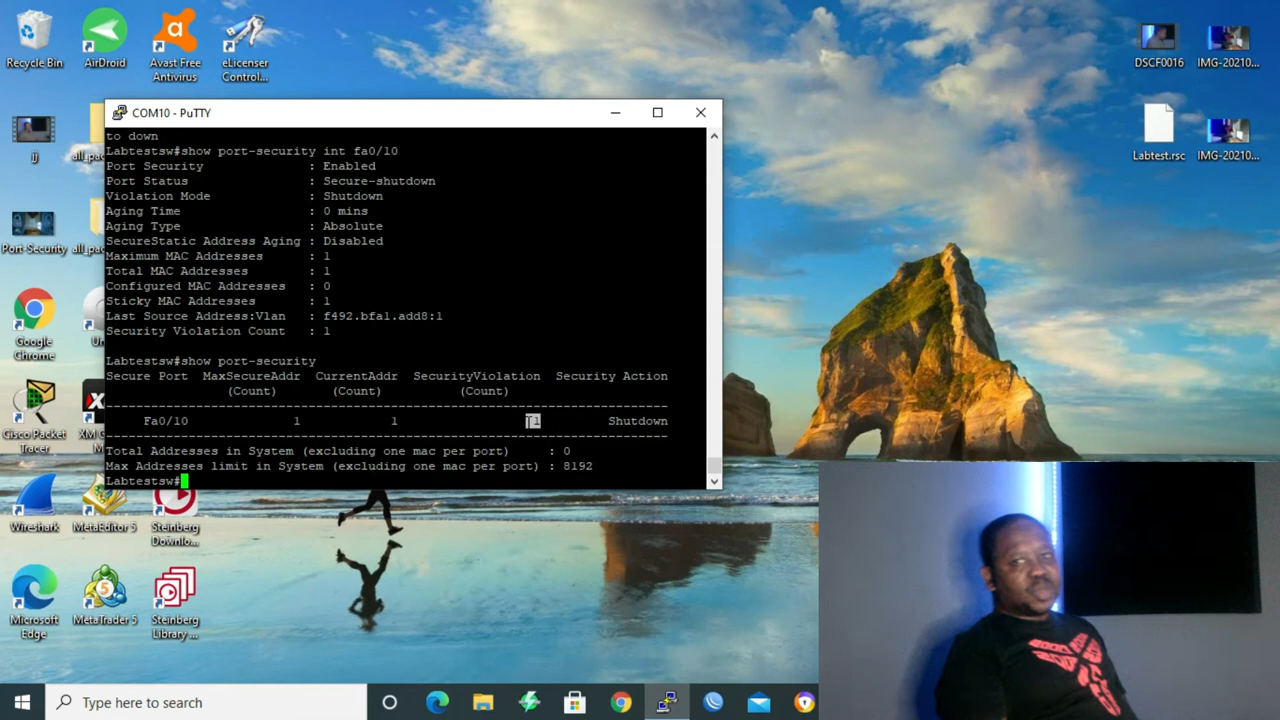 Recycle Bin
AirDroid
Avast Free
Antivirus
eLicenser
Control...
DSCF0016
IMG-20210...
jj
Labtest.rsc
IMG-20210...
Port-Security
Google
Chrome
Cisco Packet
Tracer
Wireshark
MetaEditor 5
Steinberg
Downlo...
Microsoft
Edge
MetaTrader 5
Steinberg
Library ...
COM10 - PuTTY
to down
Labtestsw#show port-security int fa0/10
Port Security : Enabled
Port Status : Secure-shutdown
Violation Mode : Shutdown
Aging Time : 0 mins
Aging Type : Absolute
SecureStatic Address Aging : Disabled
Maximum MAC Addresses : 1
Total MAC Addresses : 1
Configured MAC Addresses : 0
Sticky MAC Addresses : 1
Last Source Address:Vlan : f492.bfa1.add8:1
Security Violation Count : 1
Labtestsw#show port-security
Secure Port MaxSecureAddr CurrentAddr SecurityViolation Security Action
(Count) (Count) (Count)
---------------------------------------------------------------------------
Fa0/10 1 1 1 Shutdown
---------------------------------------------------------------------------
Total Addresses in System (excluding one mac per port) : 0
Max Addresses limit in System (excluding one mac per port) : 8192
Labtestsw#
Type here to search